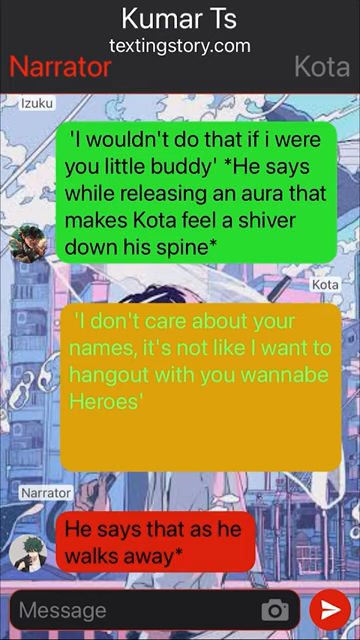 Kumar Ts
textingstory.com
Narrator
Kota
Izuku
'I wouldn't do that if i were
you little buddy' *He says
while releasing an aura that
makes Kota feel a shiver
down his spine*
Kota
'I don't care about your
names, it's not like I want to
hangout with you wannabe
Heroes'
Narrator
He says that as he
walks away*
Message